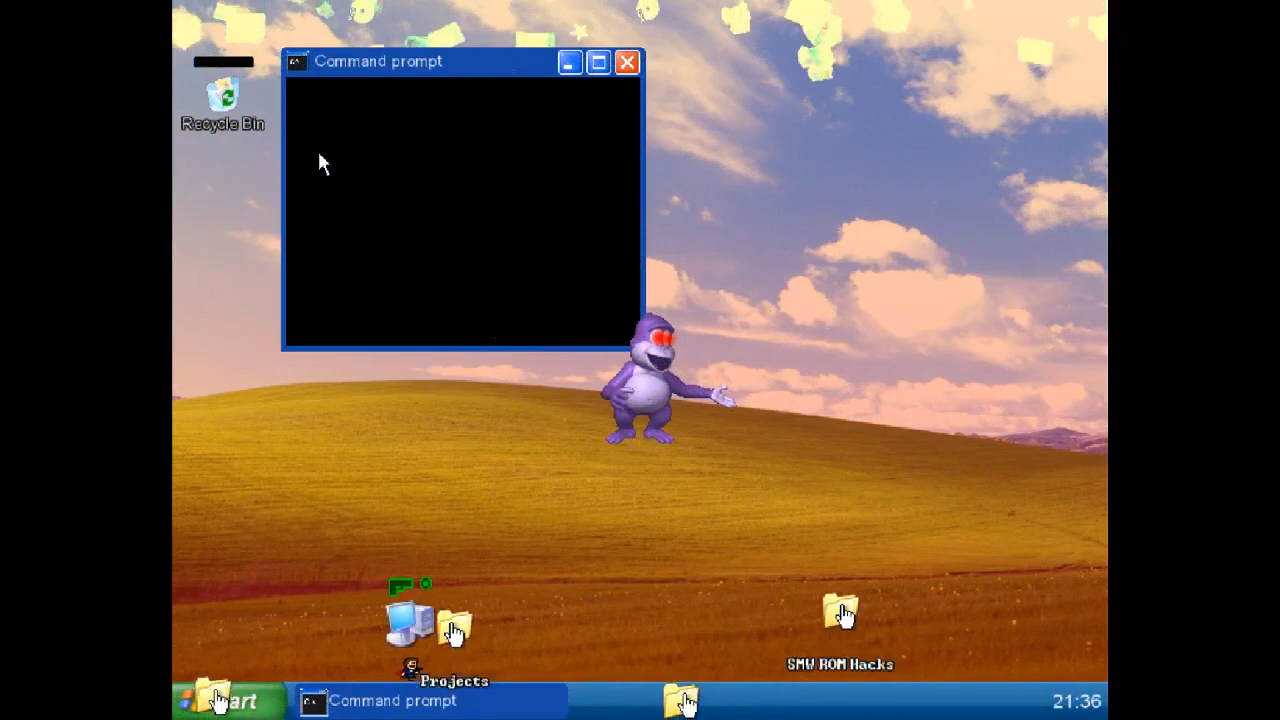 Command prompt
Recycle Bin
SMW ROM Hacks
Projects
art
Command prompt
21:36